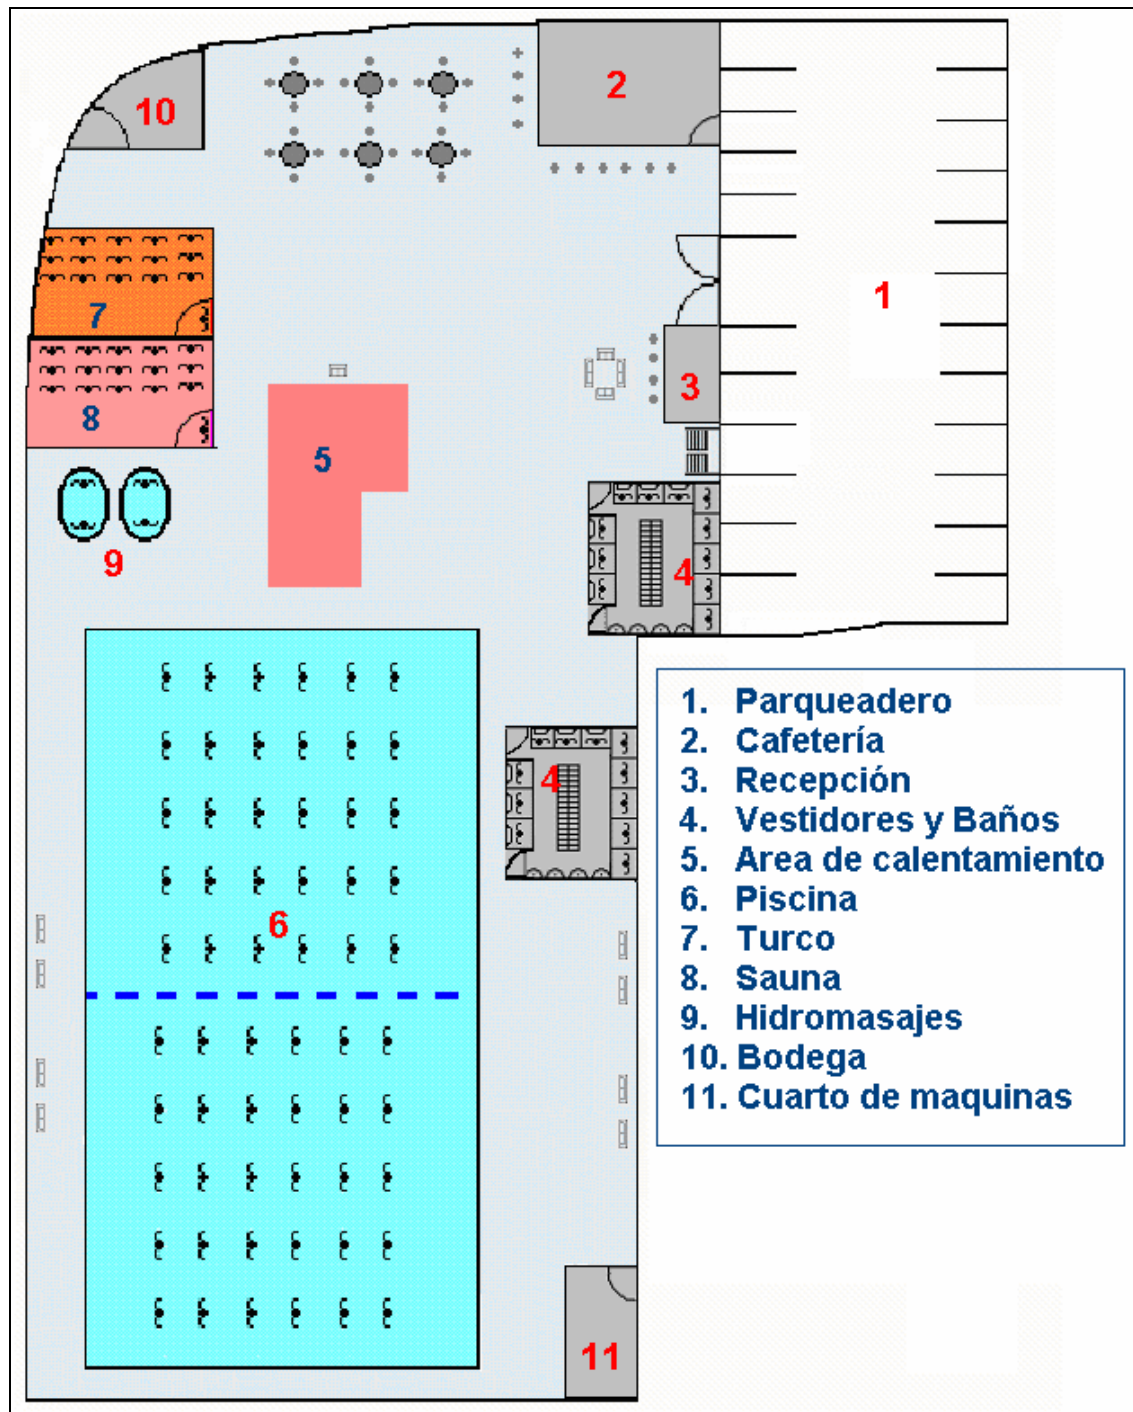 10
2
1
7
8
3
5
9
4
4
6
11
1. Parqueadero
2. Cafetería
3. Recepción
4. Vestidores y Baños
5. Area de calentamiento
6. Piscina
7. Turco
8. Sauna
9. Hidromasajes
10. Bodega
11. Cuarto de maquinas